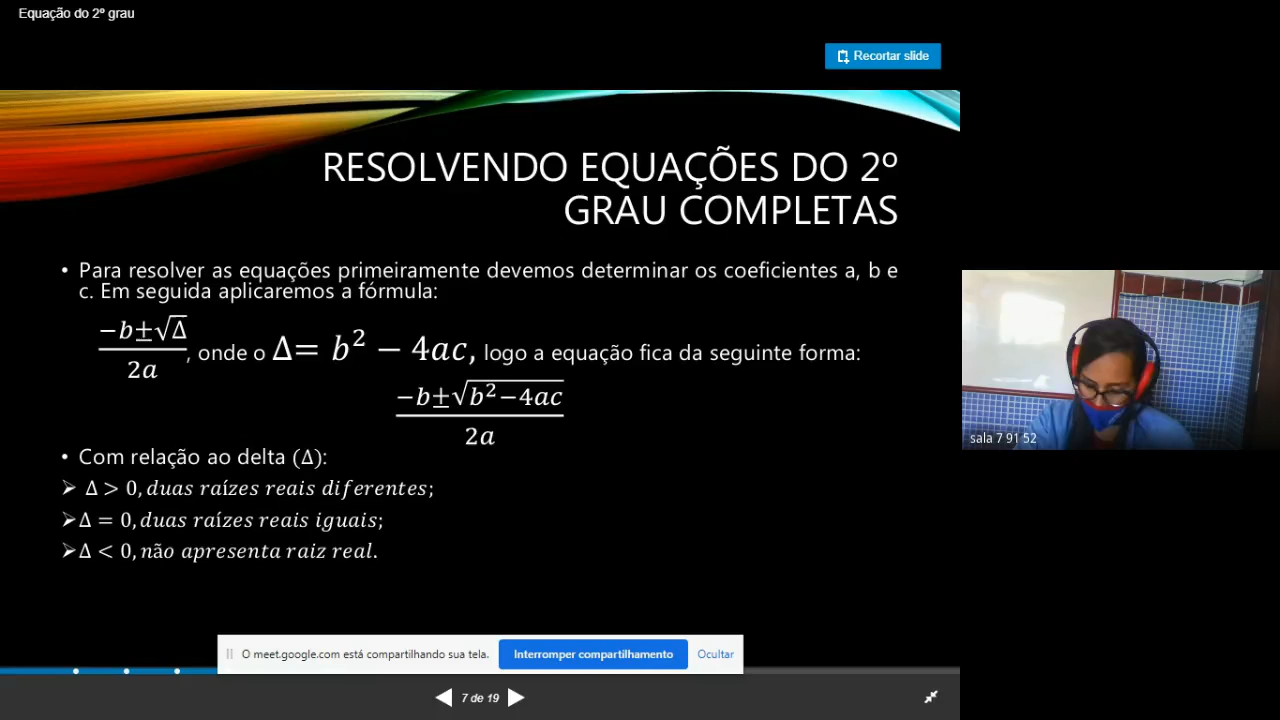 Equação do 2º grau
Recortar slide
RESOLVENDO EQUAÇÕES DO 2º
GRAU COMPLETAS
• Para resolver as equações primeiramente devemos determinar os coeficientes a, b e
c. Em seguida aplicaremos a fórmula:
−b±√Δ
2a
, onde o Δ= b² − 4ac, logo a equação fica da seguinte forma:
−b±√b²−4ac
2a
• Com relação ao delta (Δ):
➢ Δ > 0, duas raízes reais diferentes;
➢Δ = 0, duas raízes reais iguais;
➢Δ < 0, não apresenta raiz real.
sala 7 91 52
O meet.google.com está compartilhando sua tela.
Interromper compartilhamento
Ocultar
7 de 19